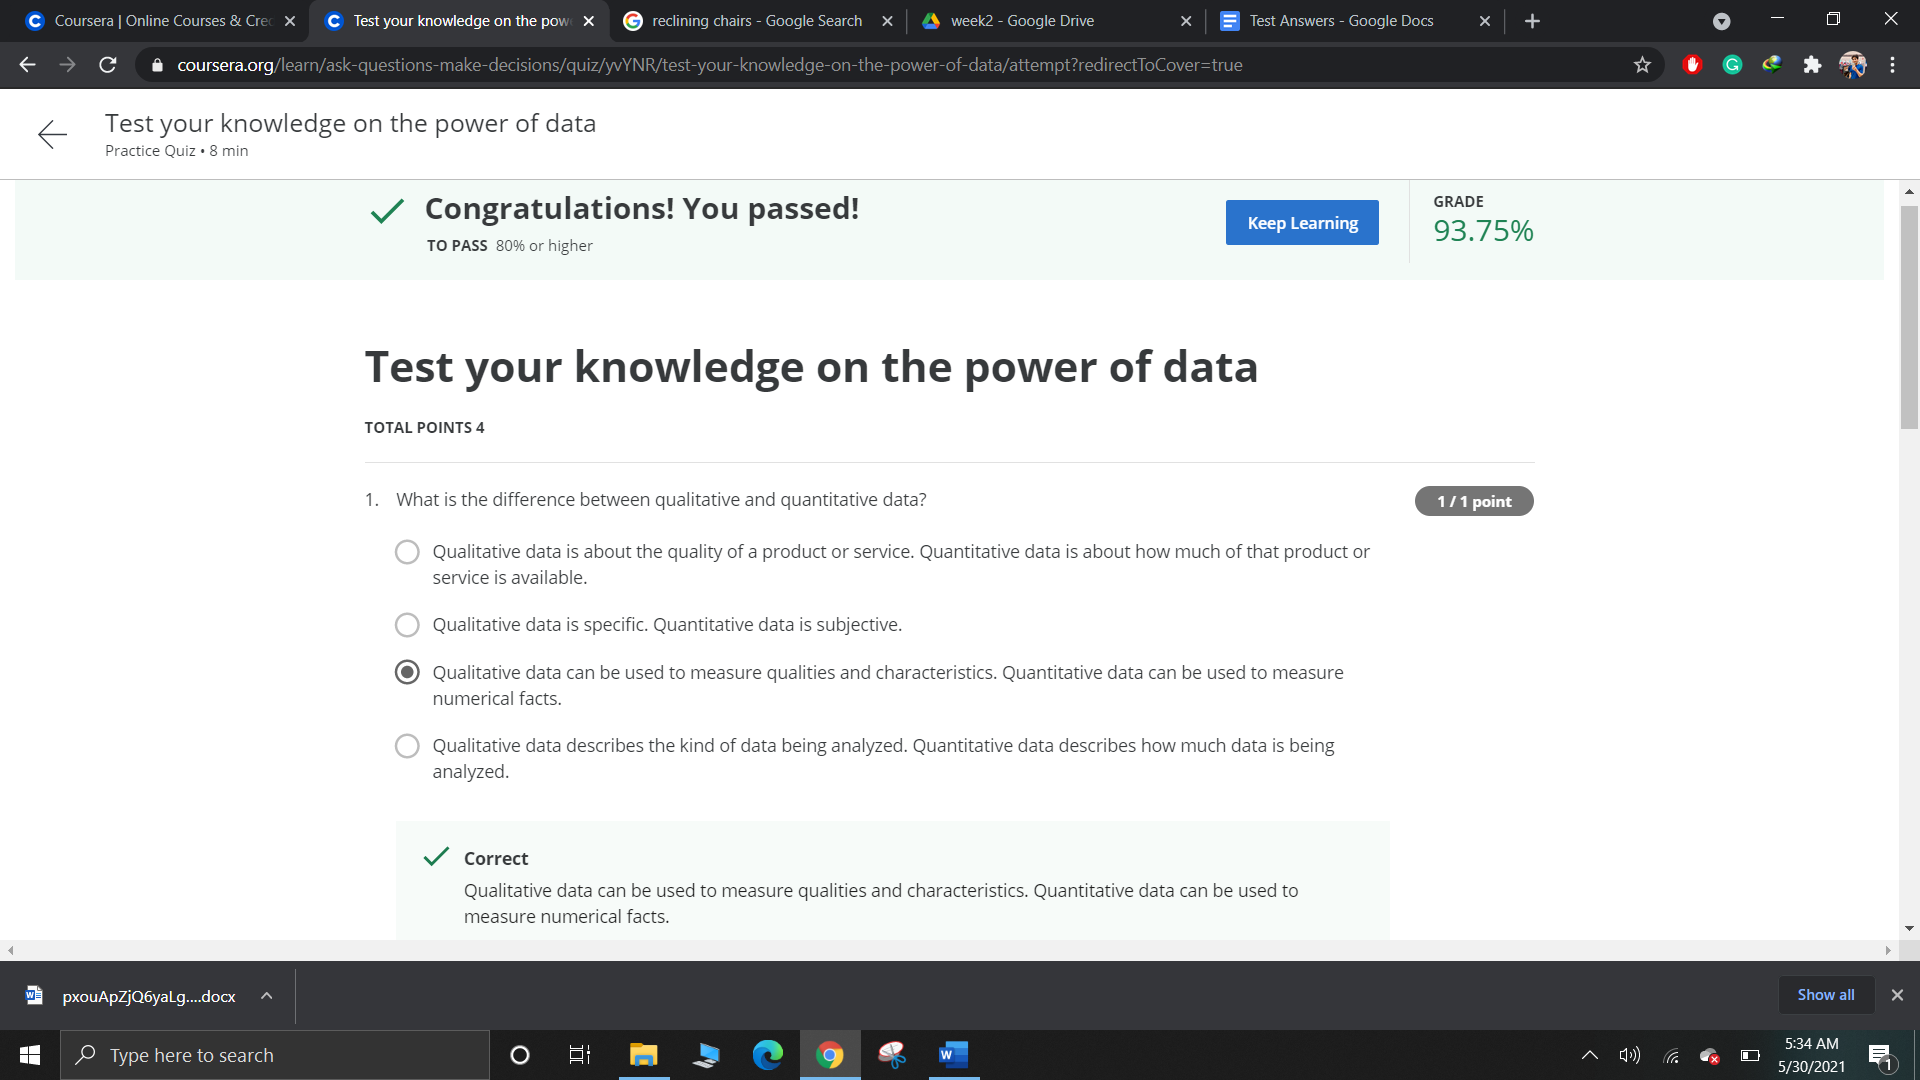 Coursera | Online Courses & Cre
Test your knowledge on the pow
reclining chairs - Google Search
week2 - Google Drive
Test Answers - Google Docs
coursera.org/learn/ask-questions-make-decisions/quiz/yvYNR/test-your-knowledge-on-the-power-of-data/attempt?redirectToCover=true
Test your knowledge on the power of data
Practice Quiz • 8 min
Congratulations! You passed!
TO PASS 80% or higher
Keep Learning
GRADE
93.75%
Test your knowledge on the power of data
TOTAL POINTS 4
1. What is the difference between qualitative and quantitative data?
1 / 1 point
Qualitative data is about the quality of a product or service. Quantitative data is about how much of that product or
service is available.
Qualitative data is specific. Quantitative data is subjective.
Qualitative data can be used to measure qualities and characteristics. Quantitative data can be used to measure
numerical facts.
Qualitative data describes the kind of data being analyzed. Quantitative data describes how much data is being
analyzed.
Correct
Qualitative data can be used to measure qualities and characteristics. Quantitative data can be used to
measure numerical facts.
pxouApZjQ6yaLg....docx
Show all
Type here to search
5:34 AM
5/30/2021
1